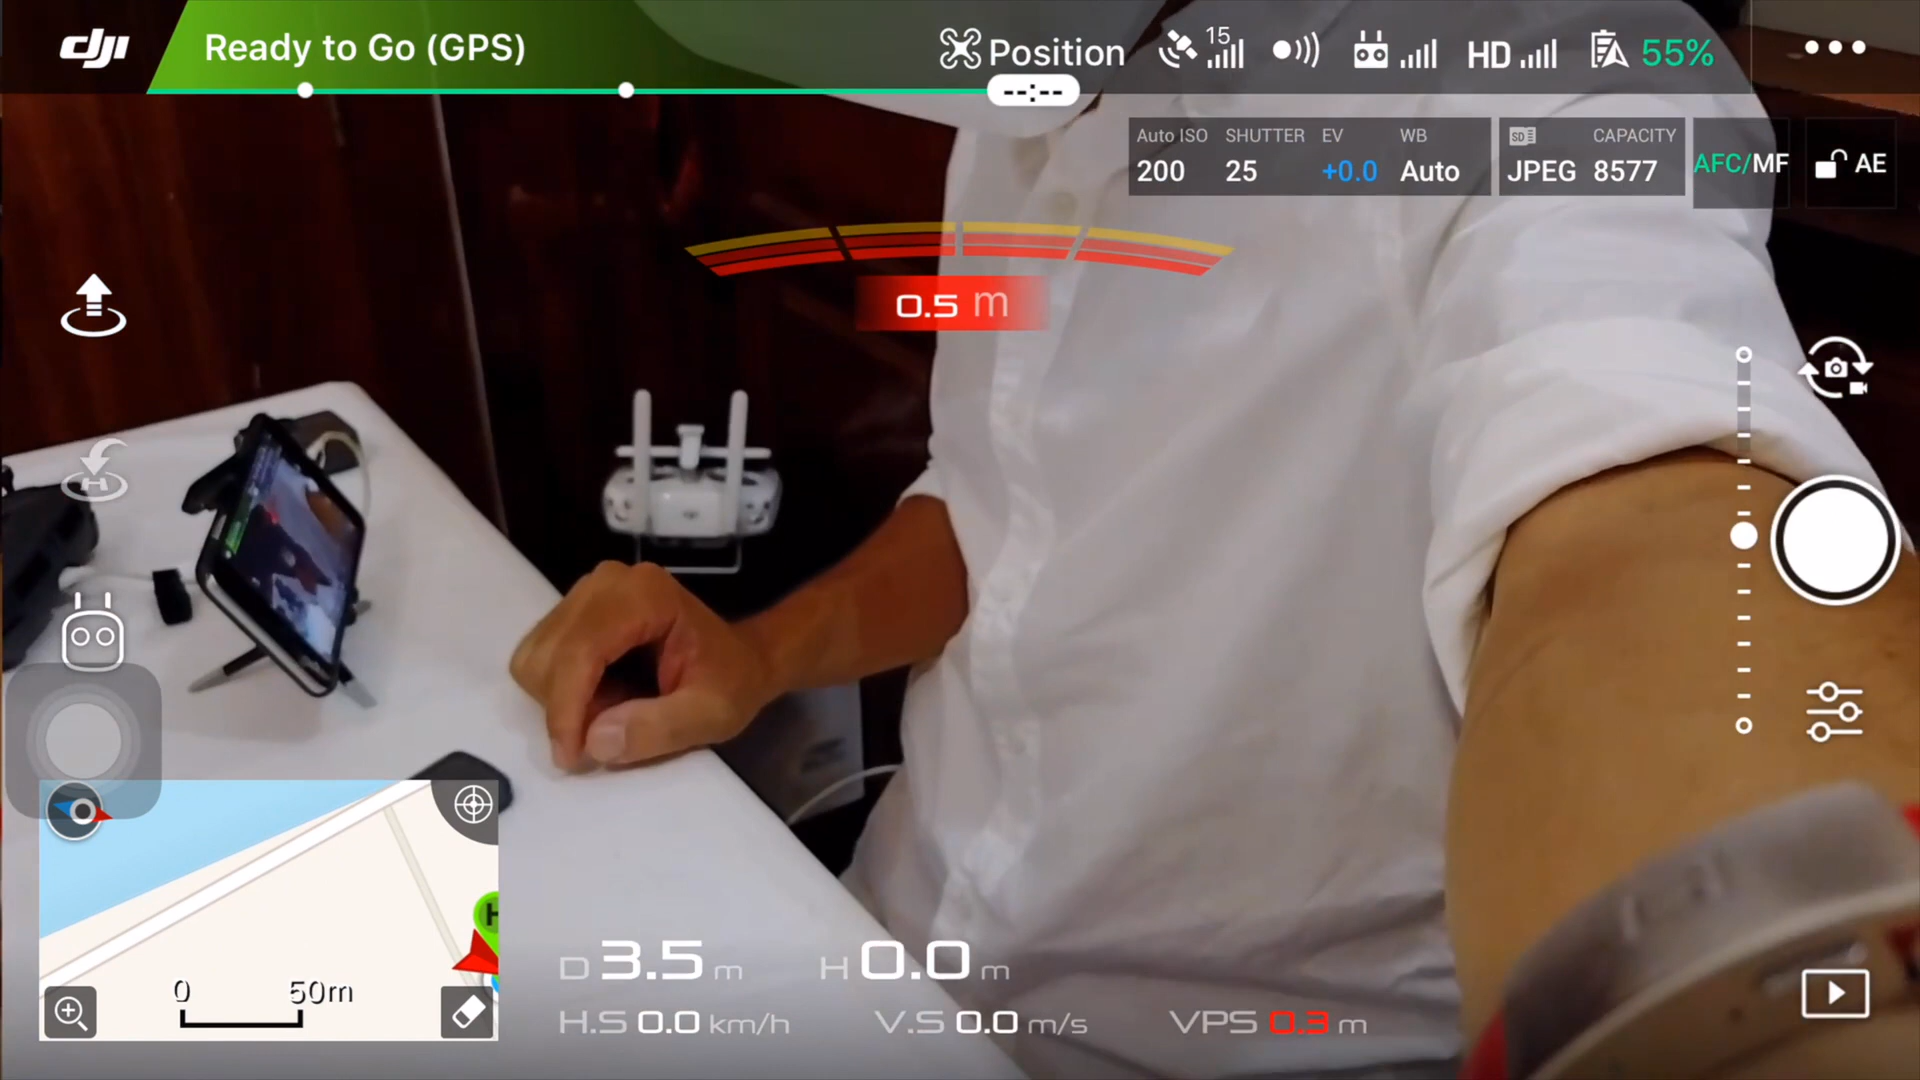 dji
Ready to Go (GPS)
Position
15
HD
55%
--:--
Auto ISO SHUTTER EV WB
200 25 +0.0 Auto
SD CAPACITY
JPEG 8577
AFC/MF
AE
0.5 m
H
H
0 50m
D 3.5 m H 0.0 m
H.S 0.0 km/h V.S 0.0 m/s VPS 0.3 m